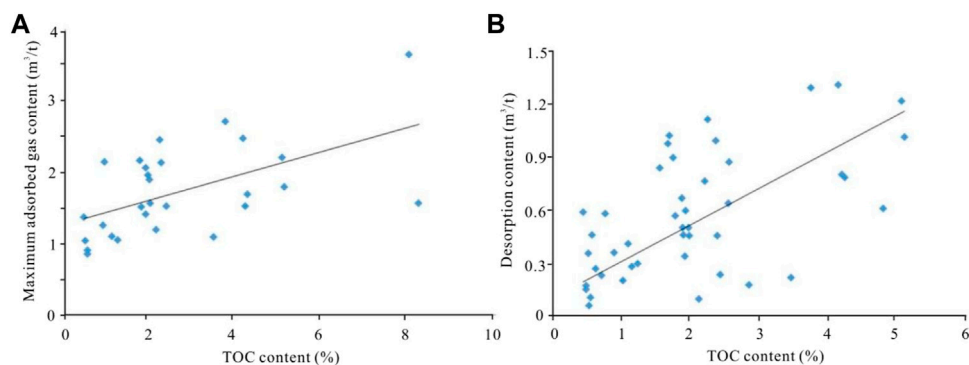 A
Maximum adsorbed gas content (m³/t)
4
3
2
1
0
0 2 4 6 8 10
TOC content (%)
B
Desorption content (m³/t)
1.5
1.2
0.9
0.6
0.3
0
0 1 2 3 4 5 6
TOC content (%)